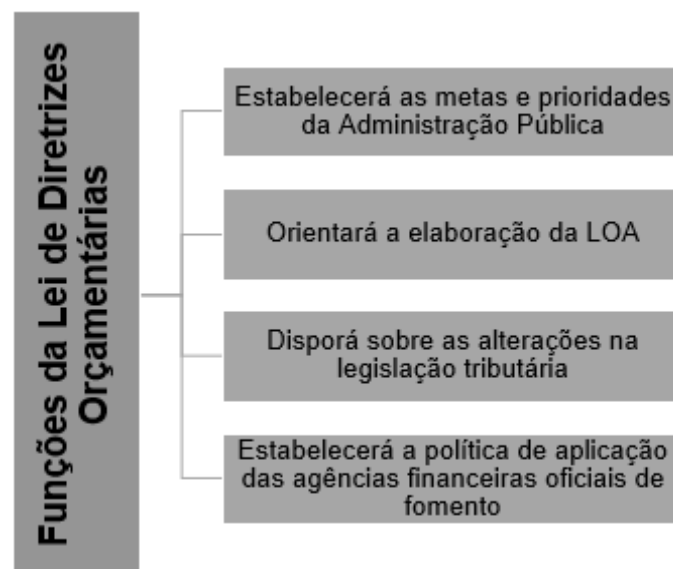 Funções da Lei de Diretrizes
Orçamentárias
Estabelecerá as metas e prioridades
da Administração Pública
Orientará a elaboração da LOA
Disporá sobre as alterações na
legislação tributária
Estabelecerá a política de aplicação
das agências financeiras oficiais de
fomento